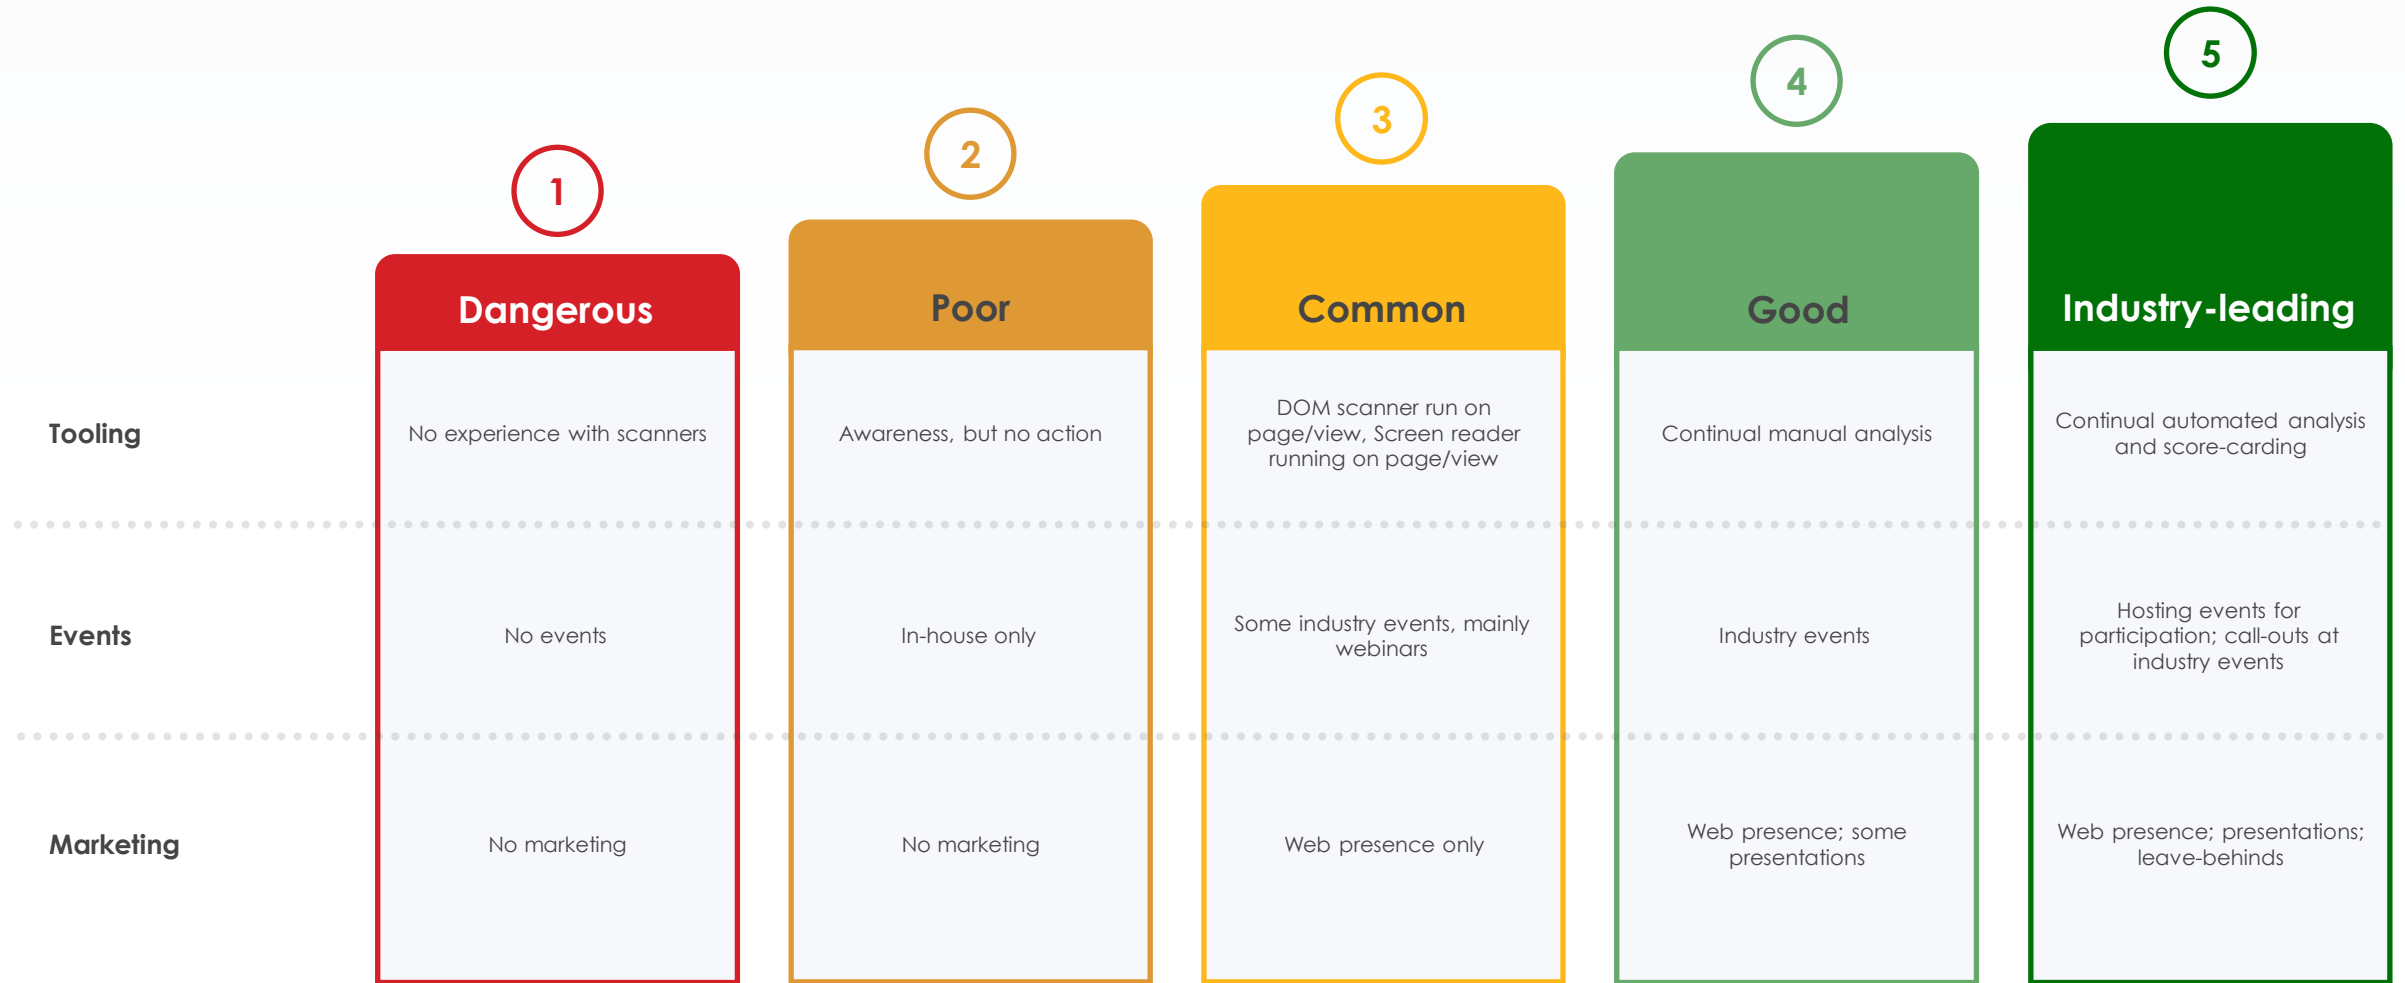 1
2
3
4
5
Dangerous
Poor
Common
Good
Industry-leading
Tooling
No experience with scanners
Awareness, but no action
DOM scanner run on
page/view, Screen reader
running on page/view
Continual manual analysis
Continual automated analysis
and score-carding
Events
No events
In-house only
Some industry events, mainly
webinars
Industry events
Hosting events for
participation; call-outs at
industry events
Marketing
No marketing
No marketing
Web presence only
Web presence; some
presentations
Web presence; presentations;
leave-behinds